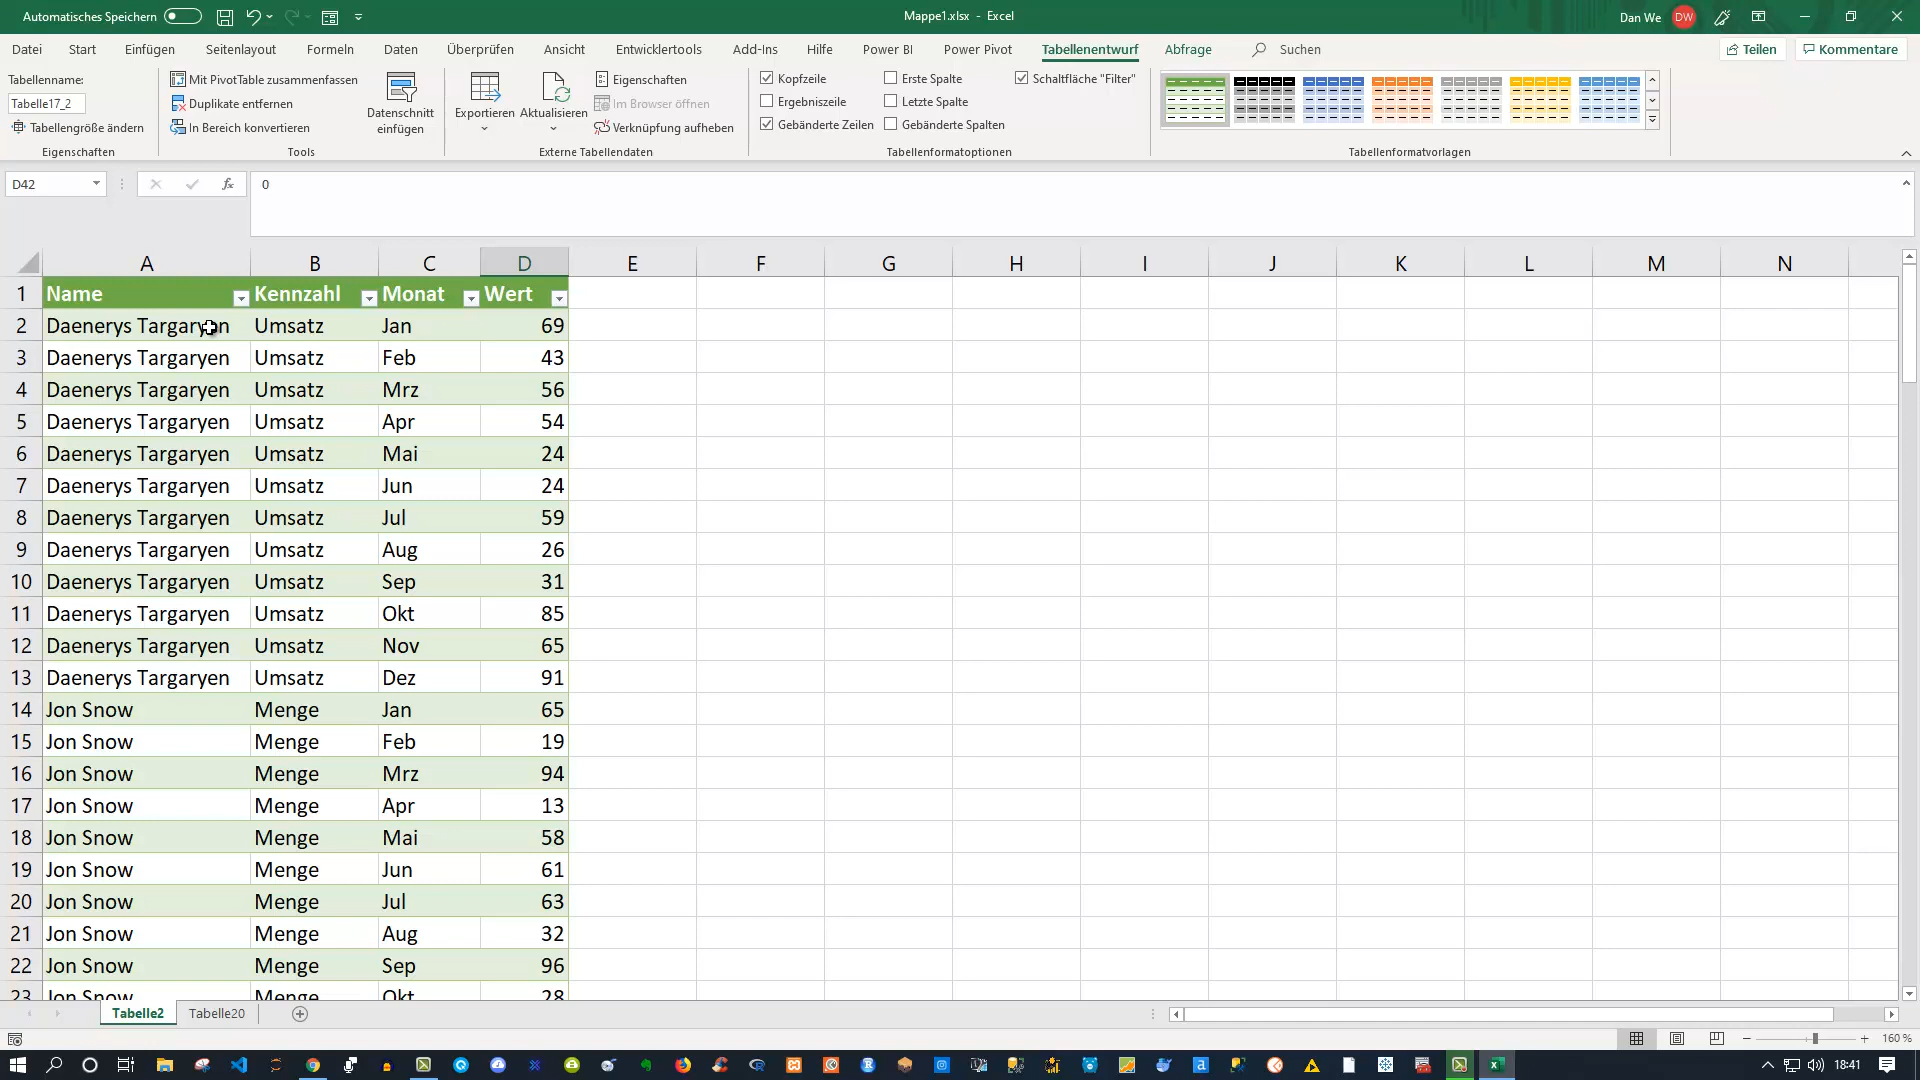 Automatisches Speichern
Mappe1.xlsx - Excel
Dan We DW
Datei Start Einfügen Seitenlayout Formeln Daten Überprüfen Ansicht Entwicklertools Add-Ins Hilfe Power BI Power Pivot Tabellenentwurf Abfrage Suchen Teilen Kommentare
Tabellenname:
Tabelle17_2
Tabellengröße ändern
Eigenschaften
Mit PivotTable zusammenfassen
Duplikate entfernen
In Bereich konvertieren
Datenschnitt
einfügen
Tools
Exportieren Aktualisieren
Eigenschaften
Im Browser öffnen
Verknüpfung aufheben
Externe Tabellendaten
Kopfzeile Erste Spalte Schaltfläche "Filter"
Ergebniszeile Letzte Spalte
Gebänderte Zeilen Gebänderte Spalten
Tabellenformatoptionen
Tabellenformatvorlagen
D42 fx 0
A B C D E F G H I J K L M N
1 Name Kennzahl Monat Wert
2 Daenerys Targaryen Umsatz Jan 69
3 Daenerys Targaryen Umsatz Feb 43
4 Daenerys Targaryen Umsatz Mrz 56
5 Daenerys Targaryen Umsatz Apr 54
6 Daenerys Targaryen Umsatz Mai 24
7 Daenerys Targaryen Umsatz Jun 24
8 Daenerys Targaryen Umsatz Jul 59
9 Daenerys Targaryen Umsatz Aug 26
10 Daenerys Targaryen Umsatz Sep 31
11 Daenerys Targaryen Umsatz Okt 85
12 Daenerys Targaryen Umsatz Nov 65
13 Daenerys Targaryen Umsatz Dez 91
14 Jon Snow Menge Jan 65
15 Jon Snow Menge Feb 19
16 Jon Snow Menge Mrz 94
17 Jon Snow Menge Apr 13
18 Jon Snow Menge Mai 58
19 Jon Snow Menge Jun 61
20 Jon Snow Menge Jul 63
21 Jon Snow Menge Aug 32
22 Jon Snow Menge Sep 96
23 Jon Snow Menge Okt 28
Tabelle2 Tabelle20
160 %
18:41